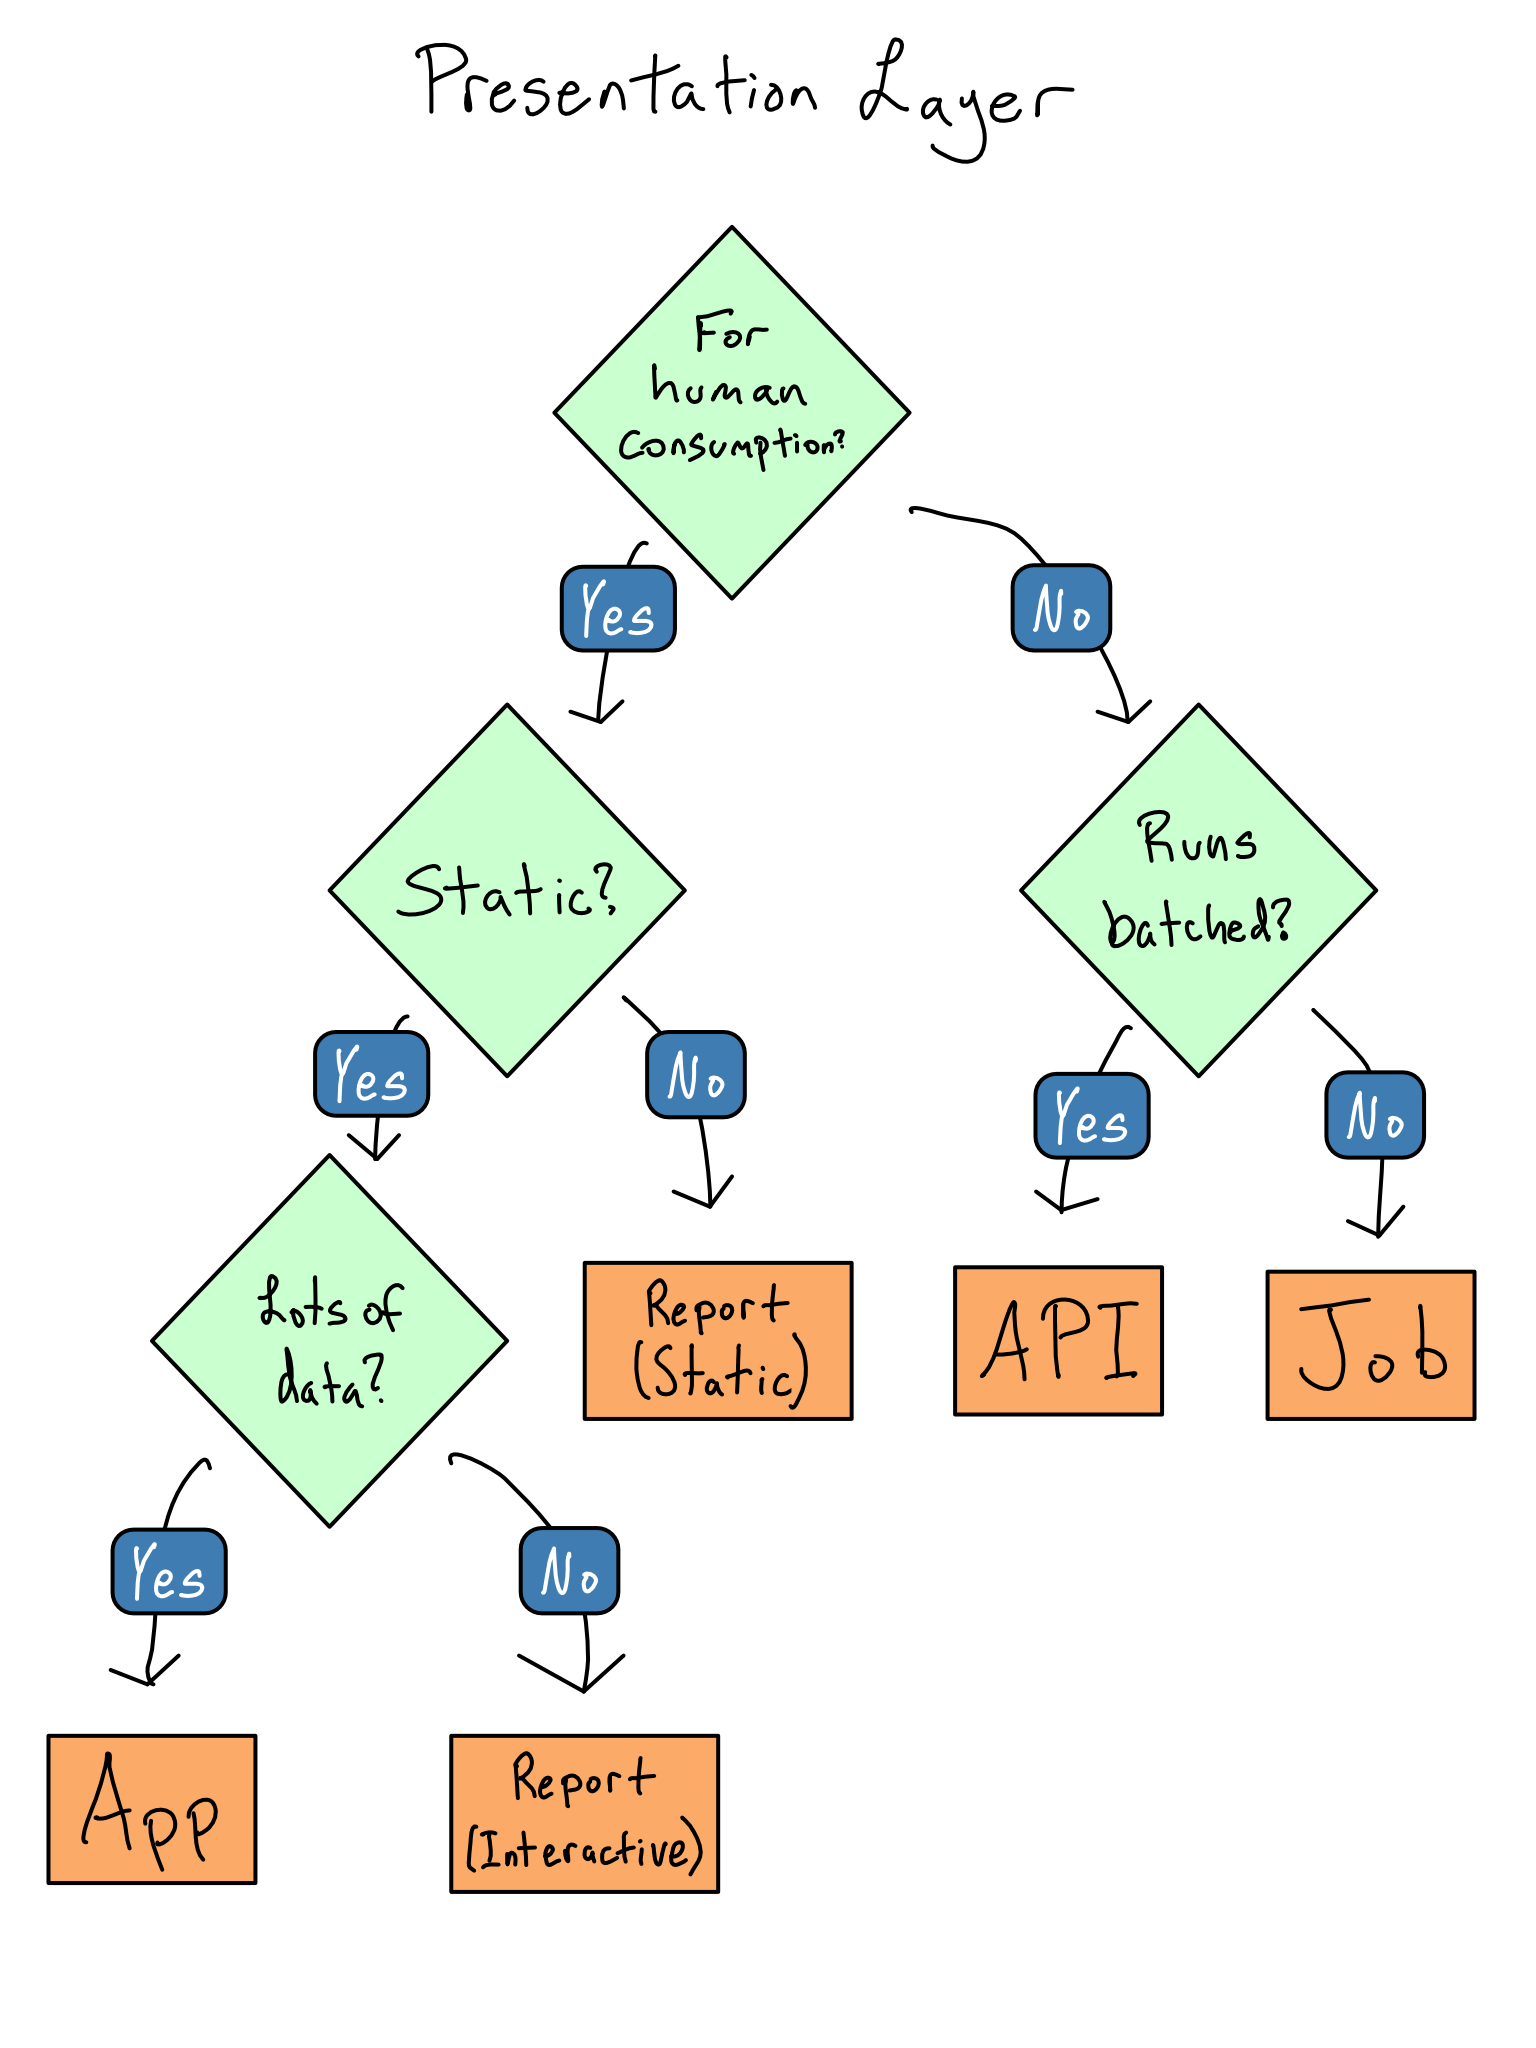 Presentation Layer
For
human
Consumption?
Yes
No
Static?
Runs
batched?
Yes
No
Yes
No
Lots of
data?
Report
(Static)
API
Job
Yes
No
App
Report
(Interactive)